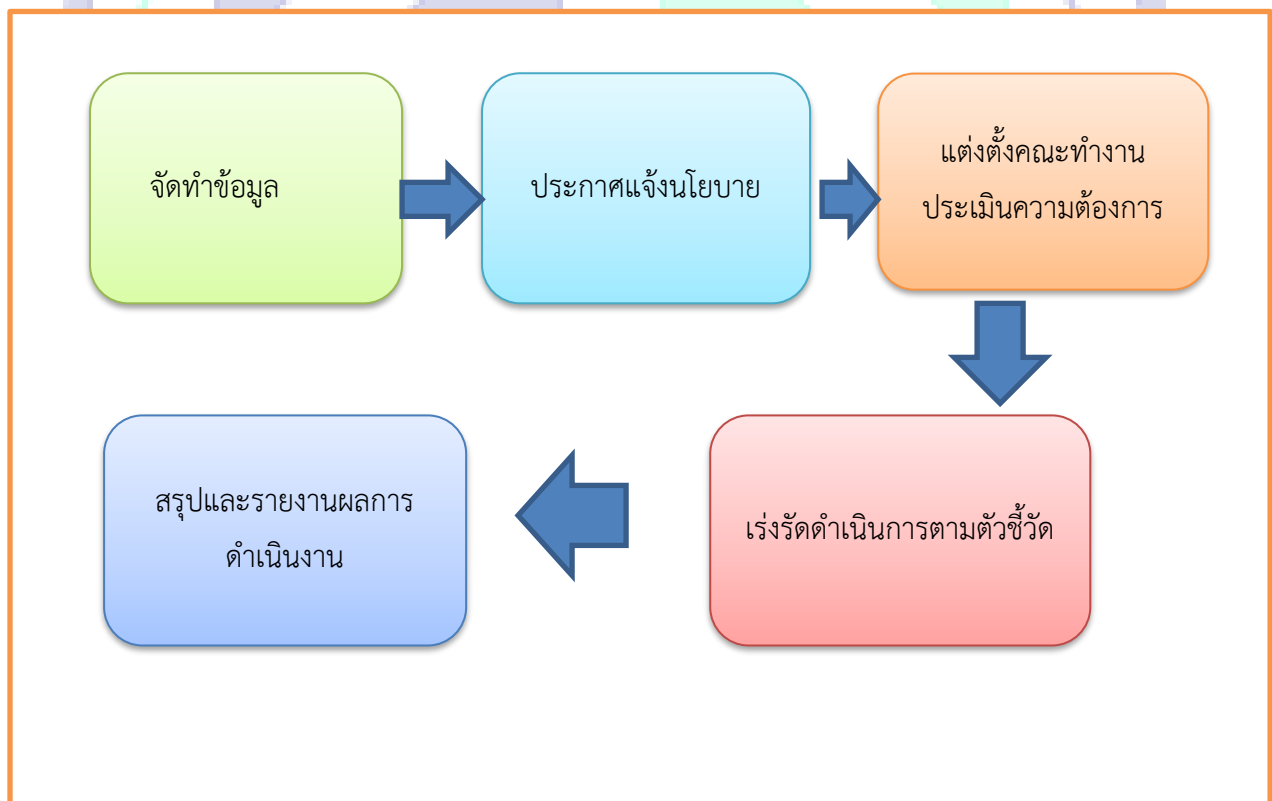 จัดทำข้อมูล
ประกาศแจ้งนโยบาย
แต่งตั้งคณะทำงาน
ประเมินความต้องการ
เร่งรัดดำเนินการตามตัวชี้วัด
สรุปและรายงานผลการ
ดำเนินงาน